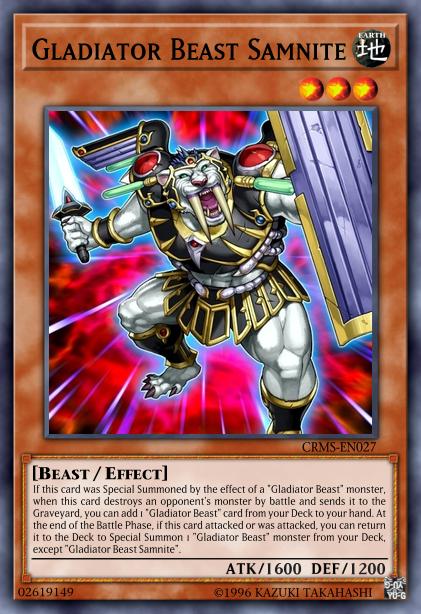 GLADIATOR BEAST SAMNITE
EARTH
地
CRMS-EN027
[BEAST / EFFECT]
If this card was Special Summoned by the effect of a "Gladiator Beast" monster,
when this card destroys an opponent's monster by battle and sends it to the
Graveyard, you can add 1 "Gladiator Beast" card from your Deck to your hand. At
the end of the Battle Phase, if this card attacked or was attacked, you can return
it to the Deck to Special Summon 1 "Gladiator Beast" monster from your Deck,
except "Gladiator Beast Samnite".
ATK/1600 DEF/1200
02619149
©1996 KAZUKI TAKAHASHI